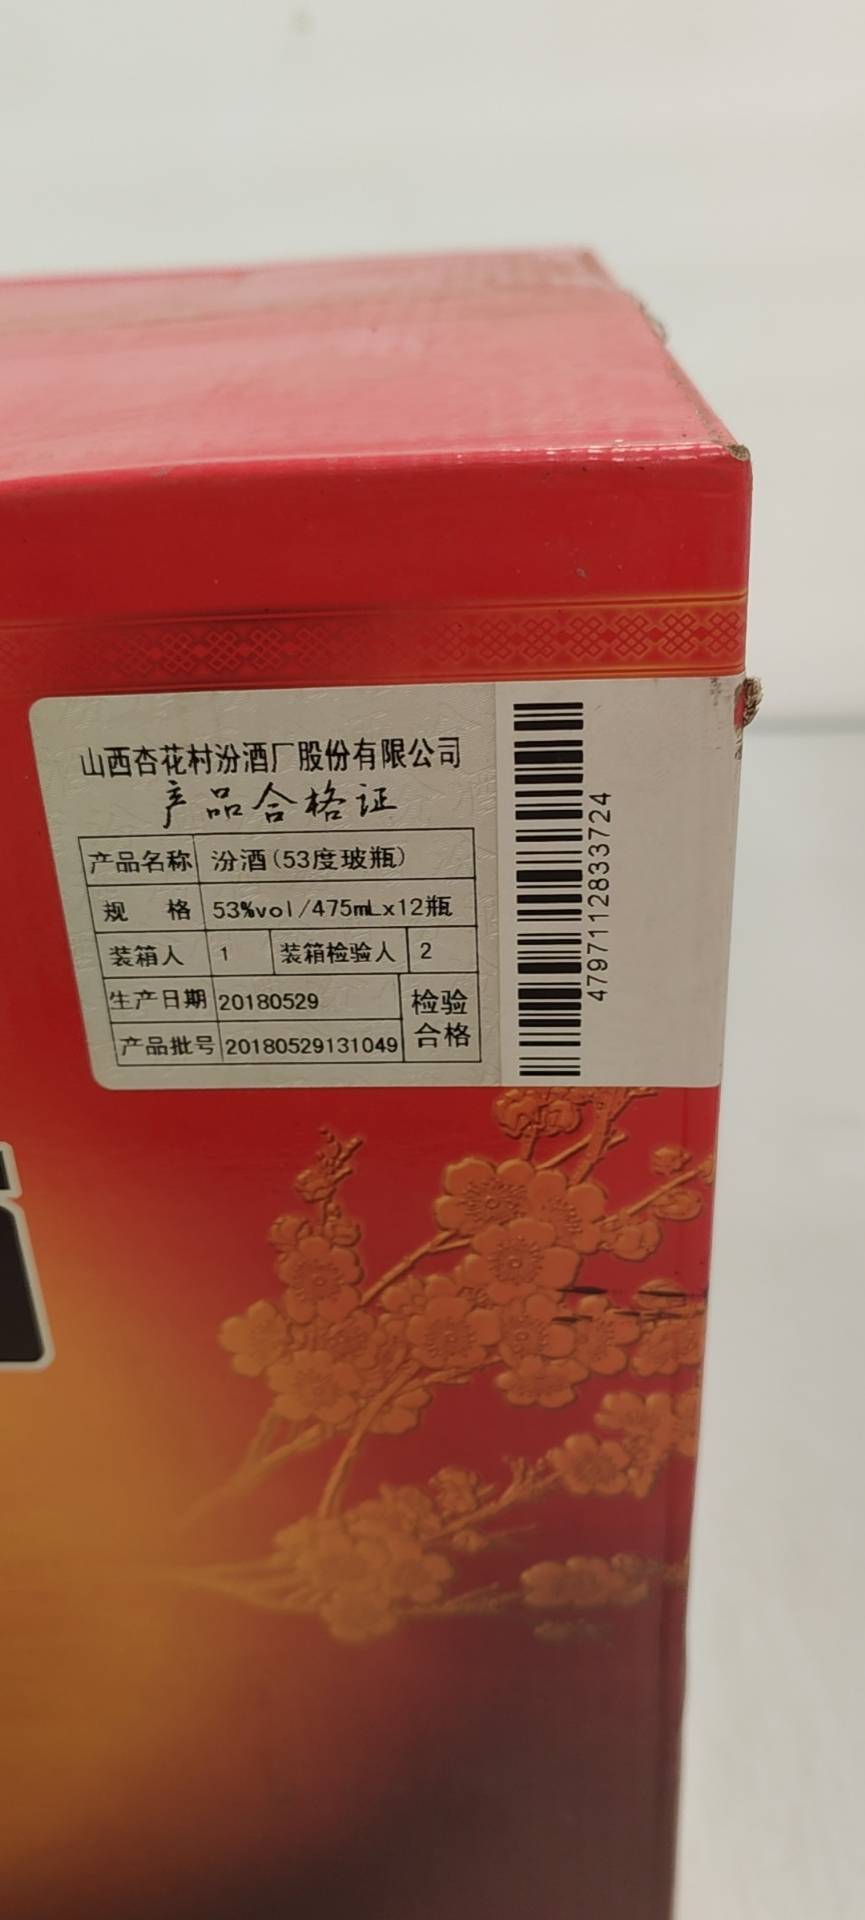 山西杏花村汾酒厂股份有限公司
产品合格证
产品名称 汾酒(53度玻瓶)
规 格 53%vol/475mLx12瓶
装箱人 1 装箱检验人 2
生产日期 20180529 检验
产品批号 20180529131049 合格
4797112833724